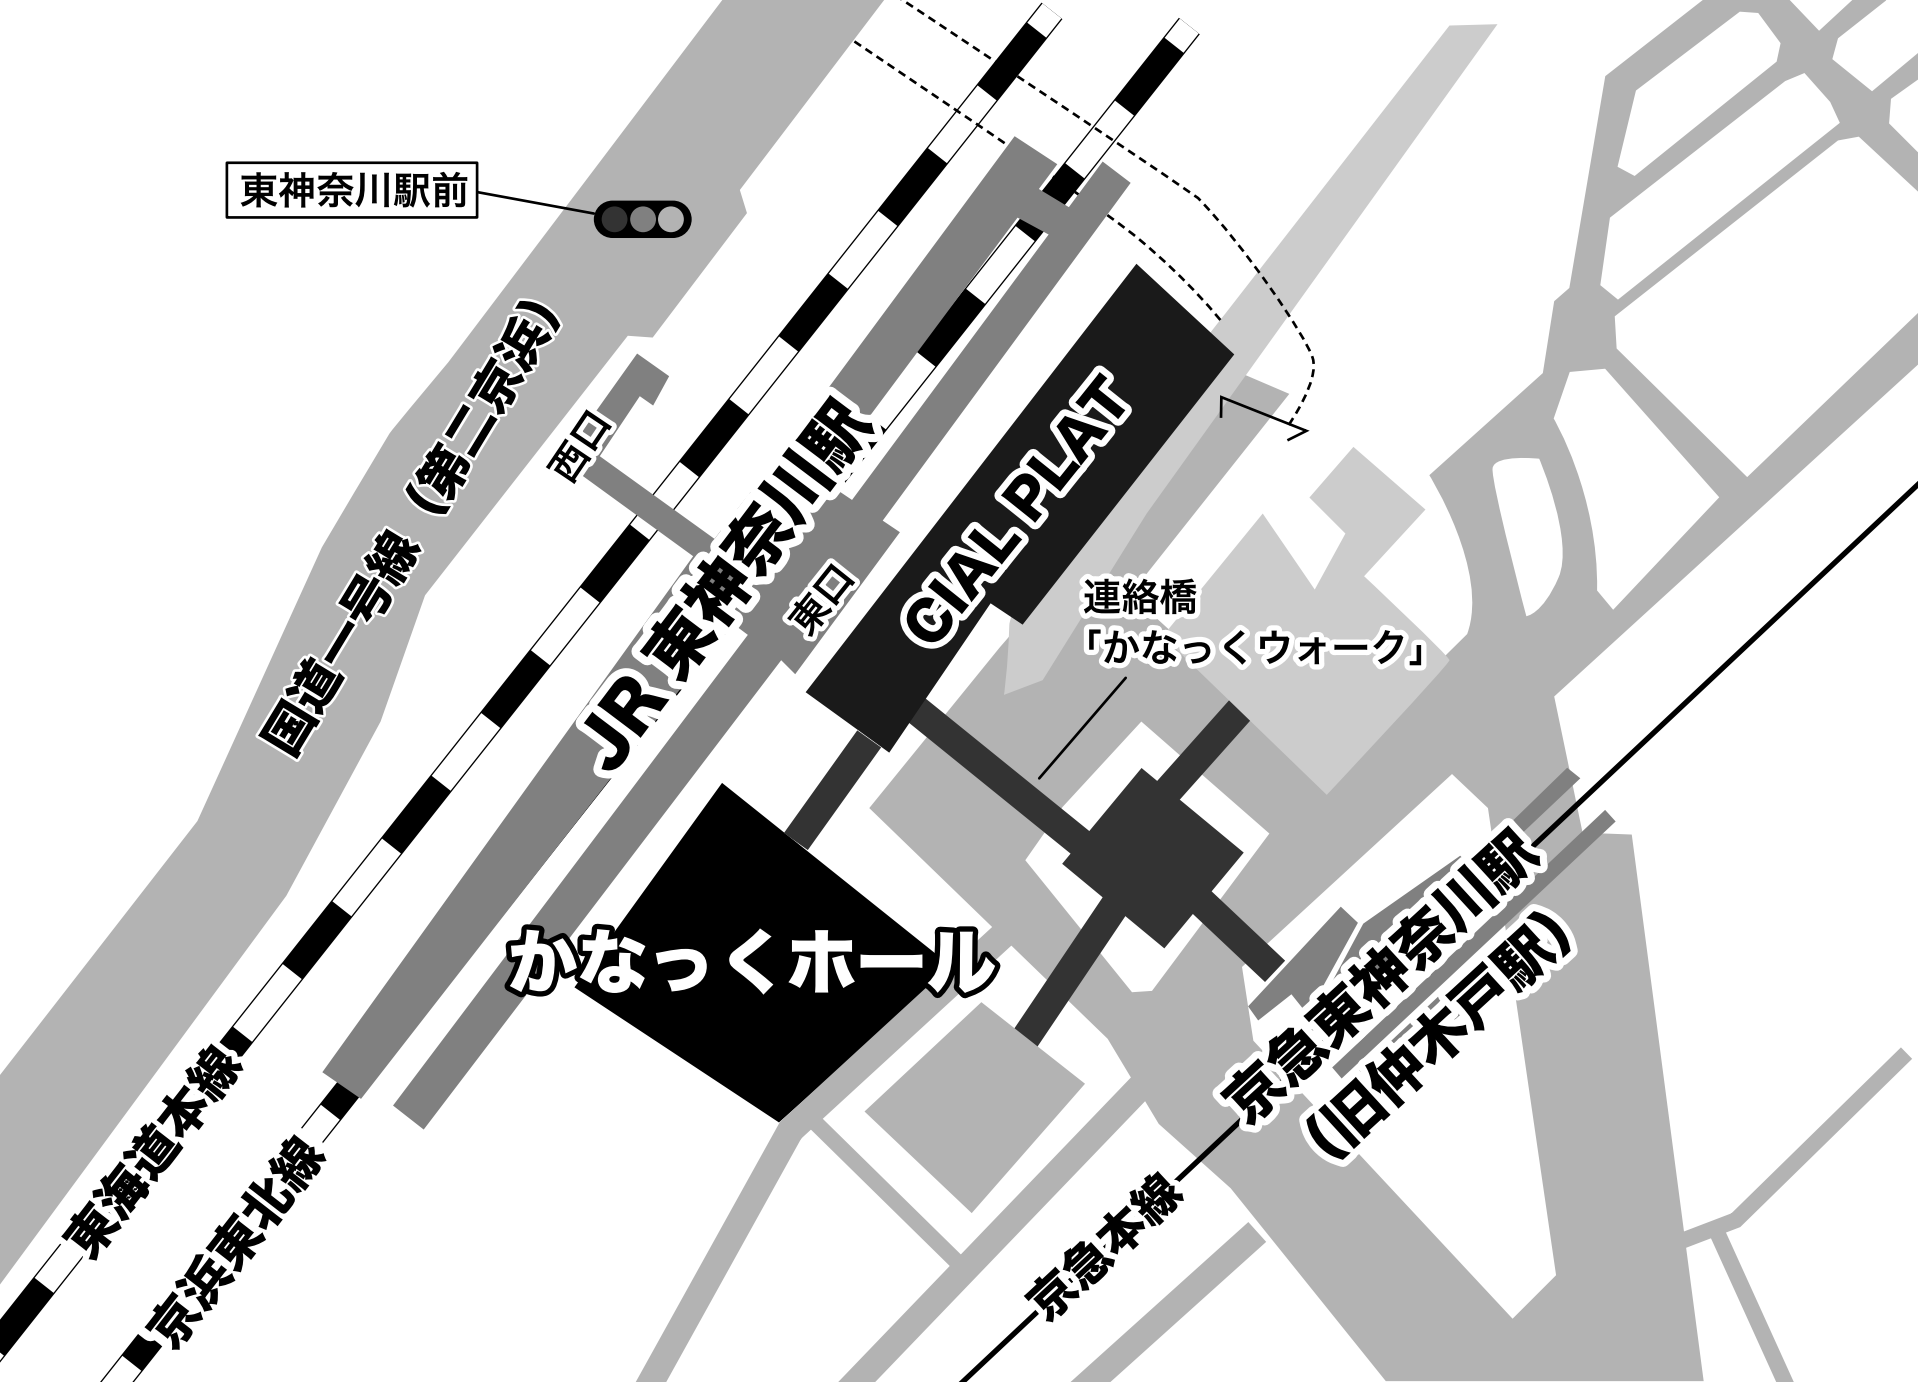 東神奈川駅前
国道一号線（第二京浜）
西口
JR 東神奈川駅
東口
CIAL PLAT
連絡橋
「かなっくウォーク」
かなっくホール
京急東神奈川駅
(旧仲木戸駅)
東海道本線
京浜東北線
京急本線